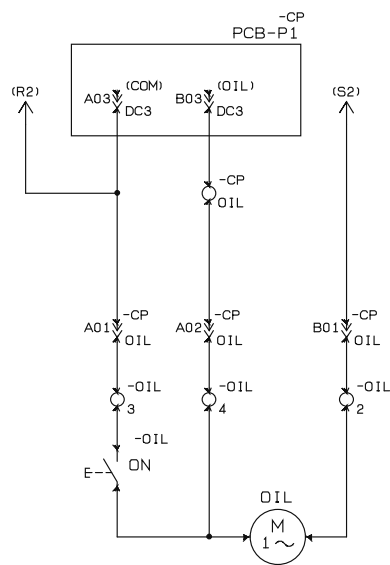 -CP
PCB-P1
(R2) (COM) (OIL) (S2)
A03 B03
DC3 DC3
-CP
OIL
-CP -CP -CP
A01 A02 B01
OIL OIL OIL
-OIL -OIL -OIL
3 4 2
-OIL
ON
E
OIL
M
1~